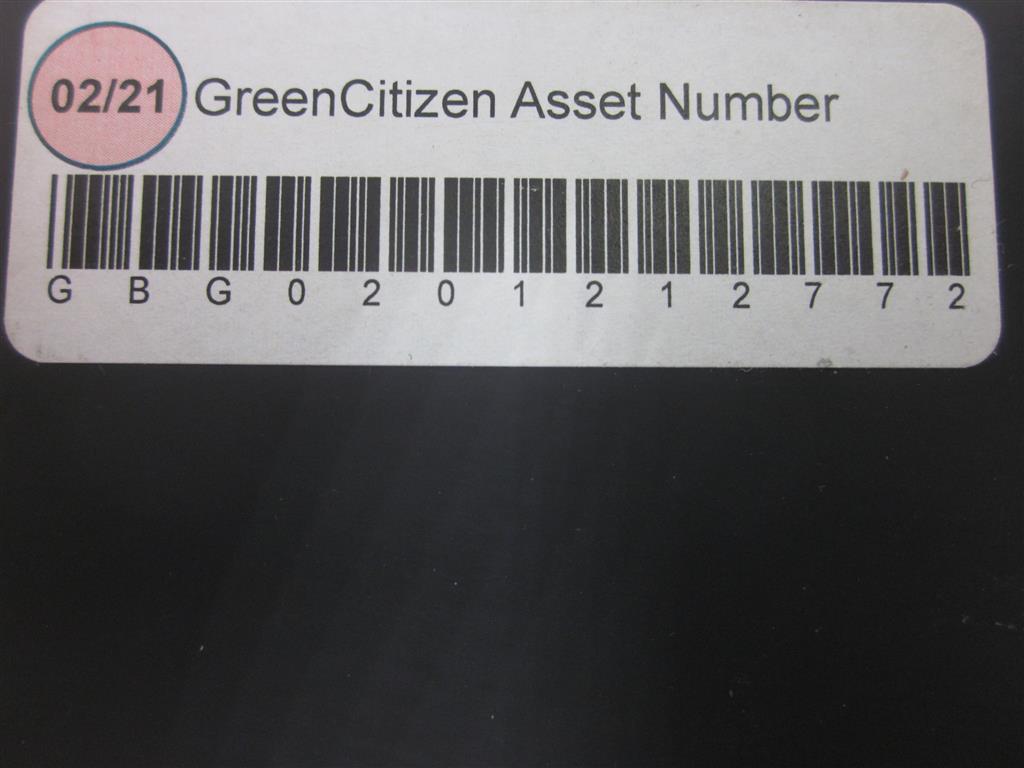 02/21 GreenCitizen Asset Number
G B G 0 2 0 1 2 1 2 7 7 2